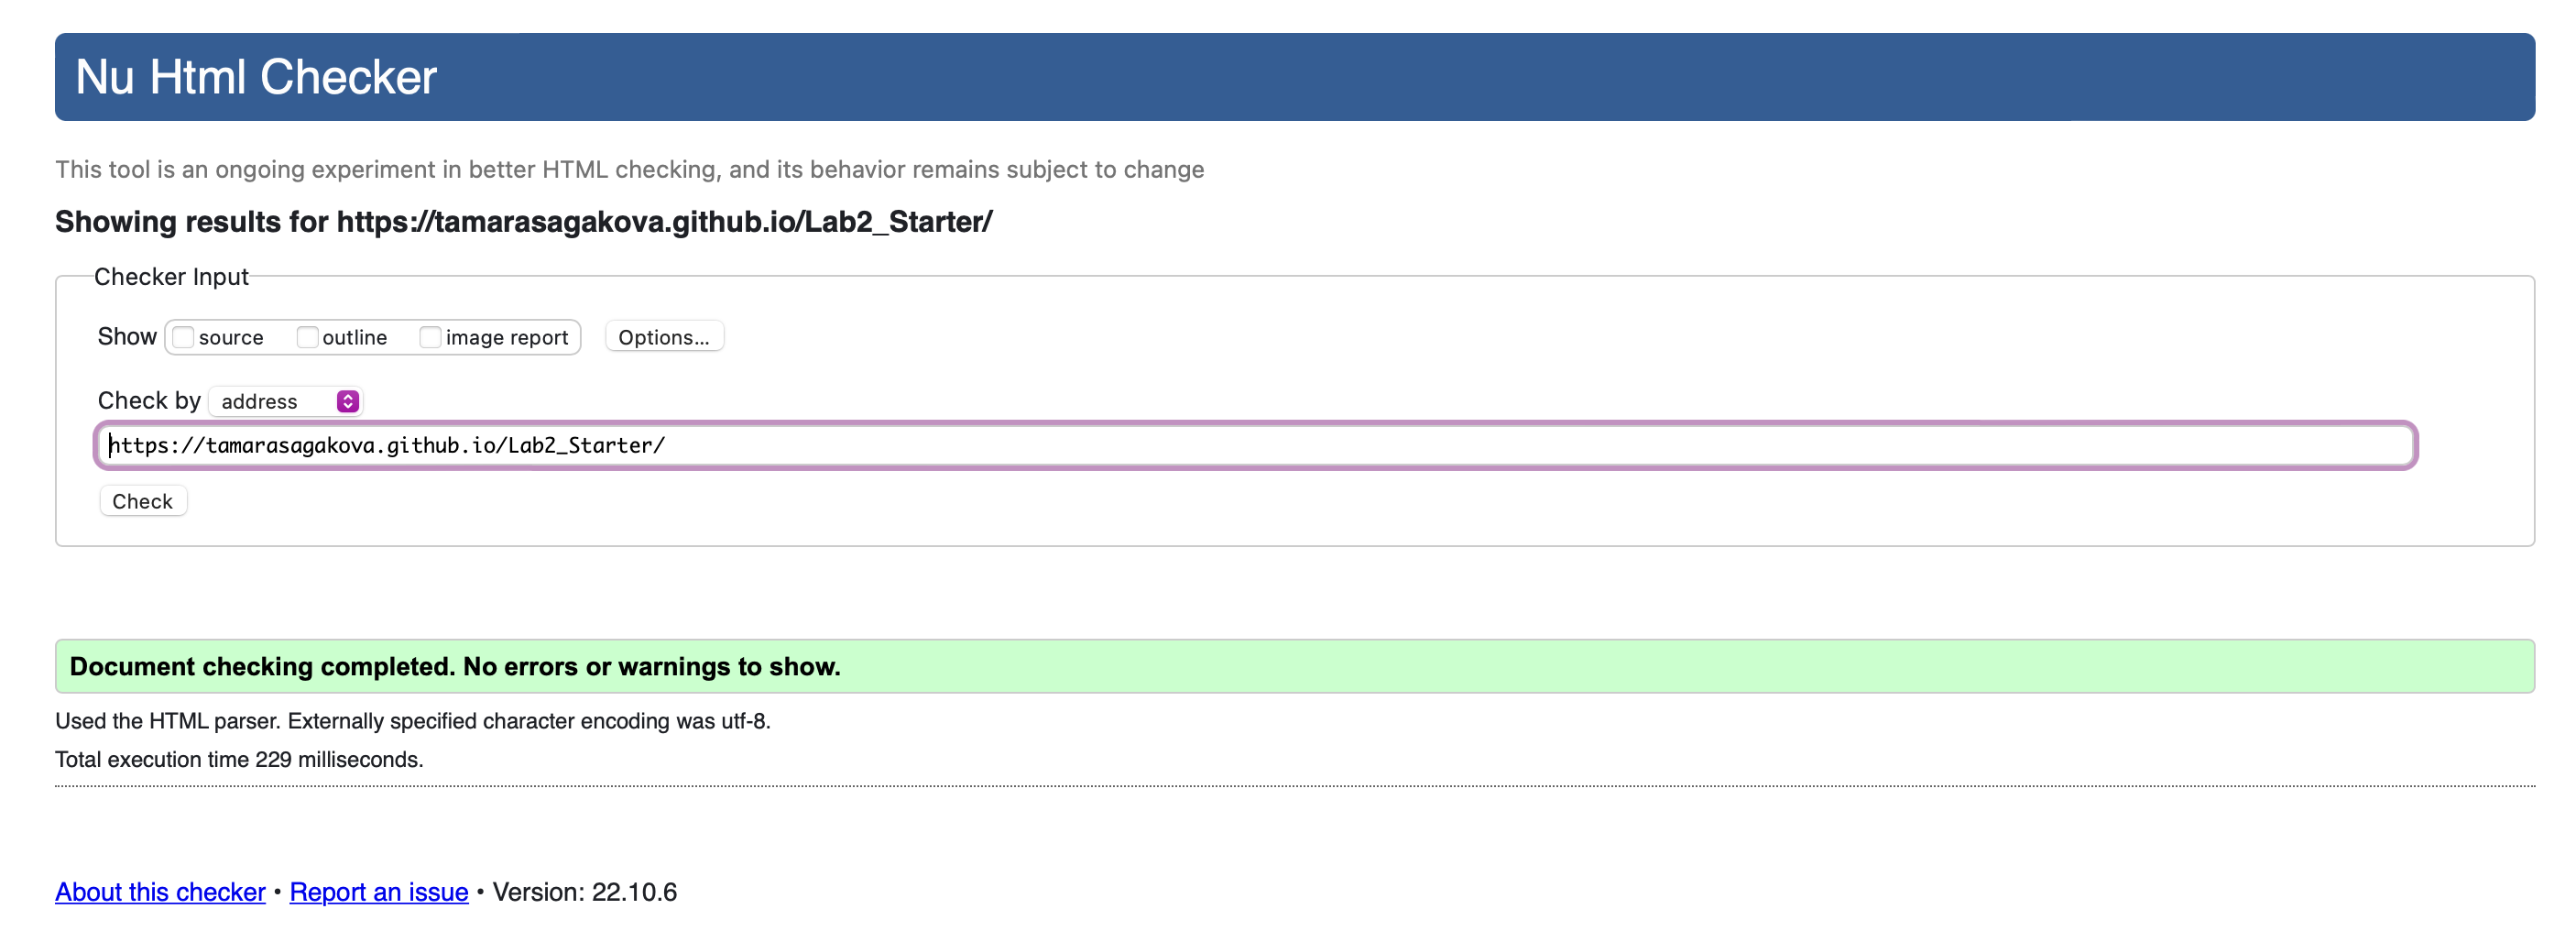 Nu Html Checker
This tool is an ongoing experiment in better HTML checking, and its behavior remains subject to change
Showing results for https://tamarasagakova.github.io/Lab2_Starter/
Checker Input
Show source outline image report Options...
Check by address
https://tamarasagakova.github.io/Lab2_Starter/
Check
Document checking completed. No errors or warnings to show.
Used the HTML parser. Externally specified character encoding was utf-8.
Total execution time 229 milliseconds.
About this checker • Report an issue • Version: 22.10.6